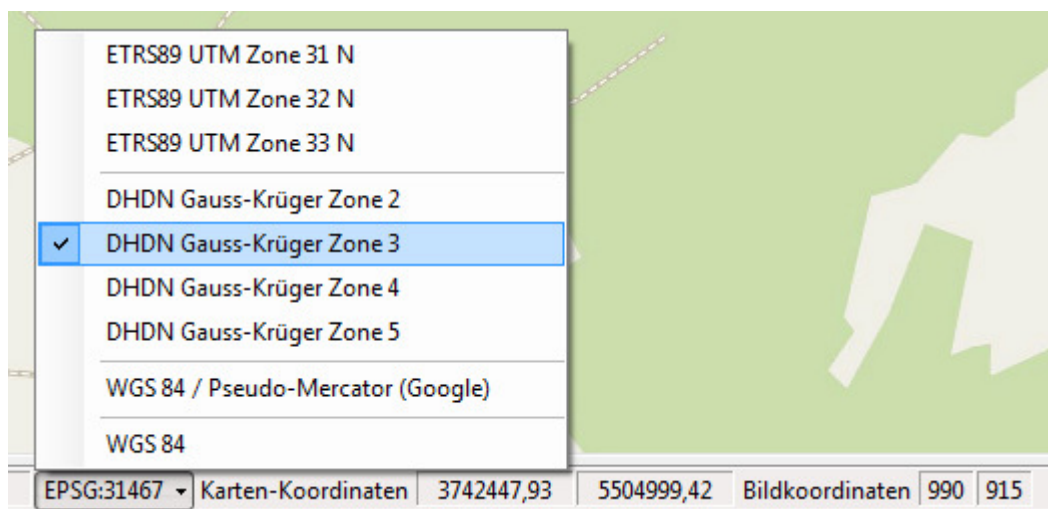 ETRS89 UTM Zone 31 N
ETRS89 UTM Zone 32 N
ETRS89 UTM Zone 33 N
DHDN Gauss-Krüger Zone 2
DHDN Gauss-Krüger Zone 3
DHDN Gauss-Krüger Zone 4
DHDN Gauss-Krüger Zone 5
WGS 84 / Pseudo-Mercator (Google)
WGS 84
EPSG:31467 Karten-Koordinaten 3742447,93 5504999,42 Bildkoordinaten 990 915